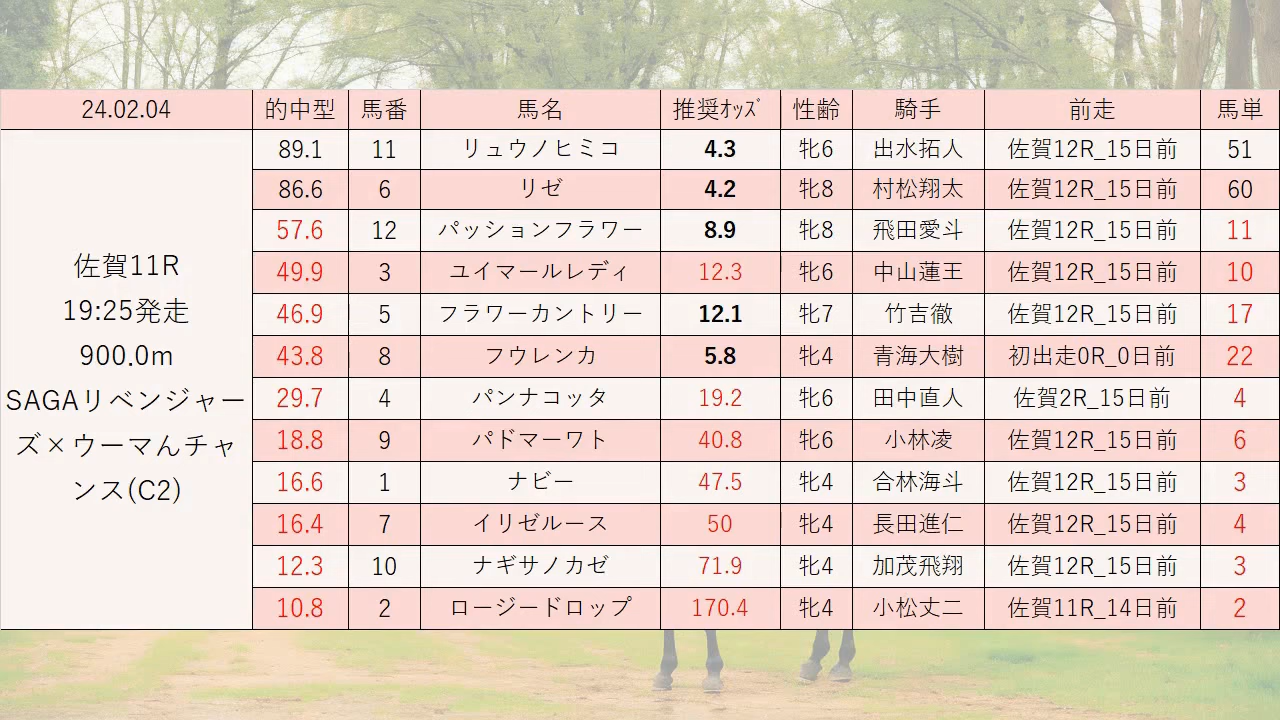 24.02.04 的中型 馬番 馬名 推奨ｵｯｽﾞ 性齢 騎手 前走 馬単
佐賀11R
19:25発走
900.0m
SAGAリベンジャー
ズ×ウーマんチャ
ンス(C2)
89.1 11 リュウノヒミコ 4.3 牝6 出水拓人 佐賀12R_15日前 51
86.6 6 リゼ 4.2 牝8 村松翔太 佐賀12R_15日前 60
57.6 12 パッションフラワー 8.9 牝8 飛田愛斗 佐賀12R_15日前 11
49.9 3 ユイマールレディ 12.3 牝6 中山蓮王 佐賀12R_15日前 10
46.9 5 フラワーカントリー 12.1 牝7 竹吉徹 佐賀12R_15日前 17
43.8 8 フウレンカ 5.8 牝4 青海大樹 初出走0R_0日前 22
29.7 4 パンナコッタ 19.2 牝6 田中直人 佐賀2R_15日前 4
18.8 9 パドマーワト 40.8 牝6 小林凌 佐賀12R_15日前 6
16.6 1 ナビー 47.5 牝4 合林海斗 佐賀12R_15日前 3
16.4 7 イリゼルース 50 牝4 長田進仁 佐賀12R_15日前 4
12.3 10 ナギサノカゼ 71.9 牝4 加茂飛翔 佐賀12R_15日前 3
10.8 2 ロージードロップ 170.4 牝4 小松丈二 佐賀11R_14日前 2